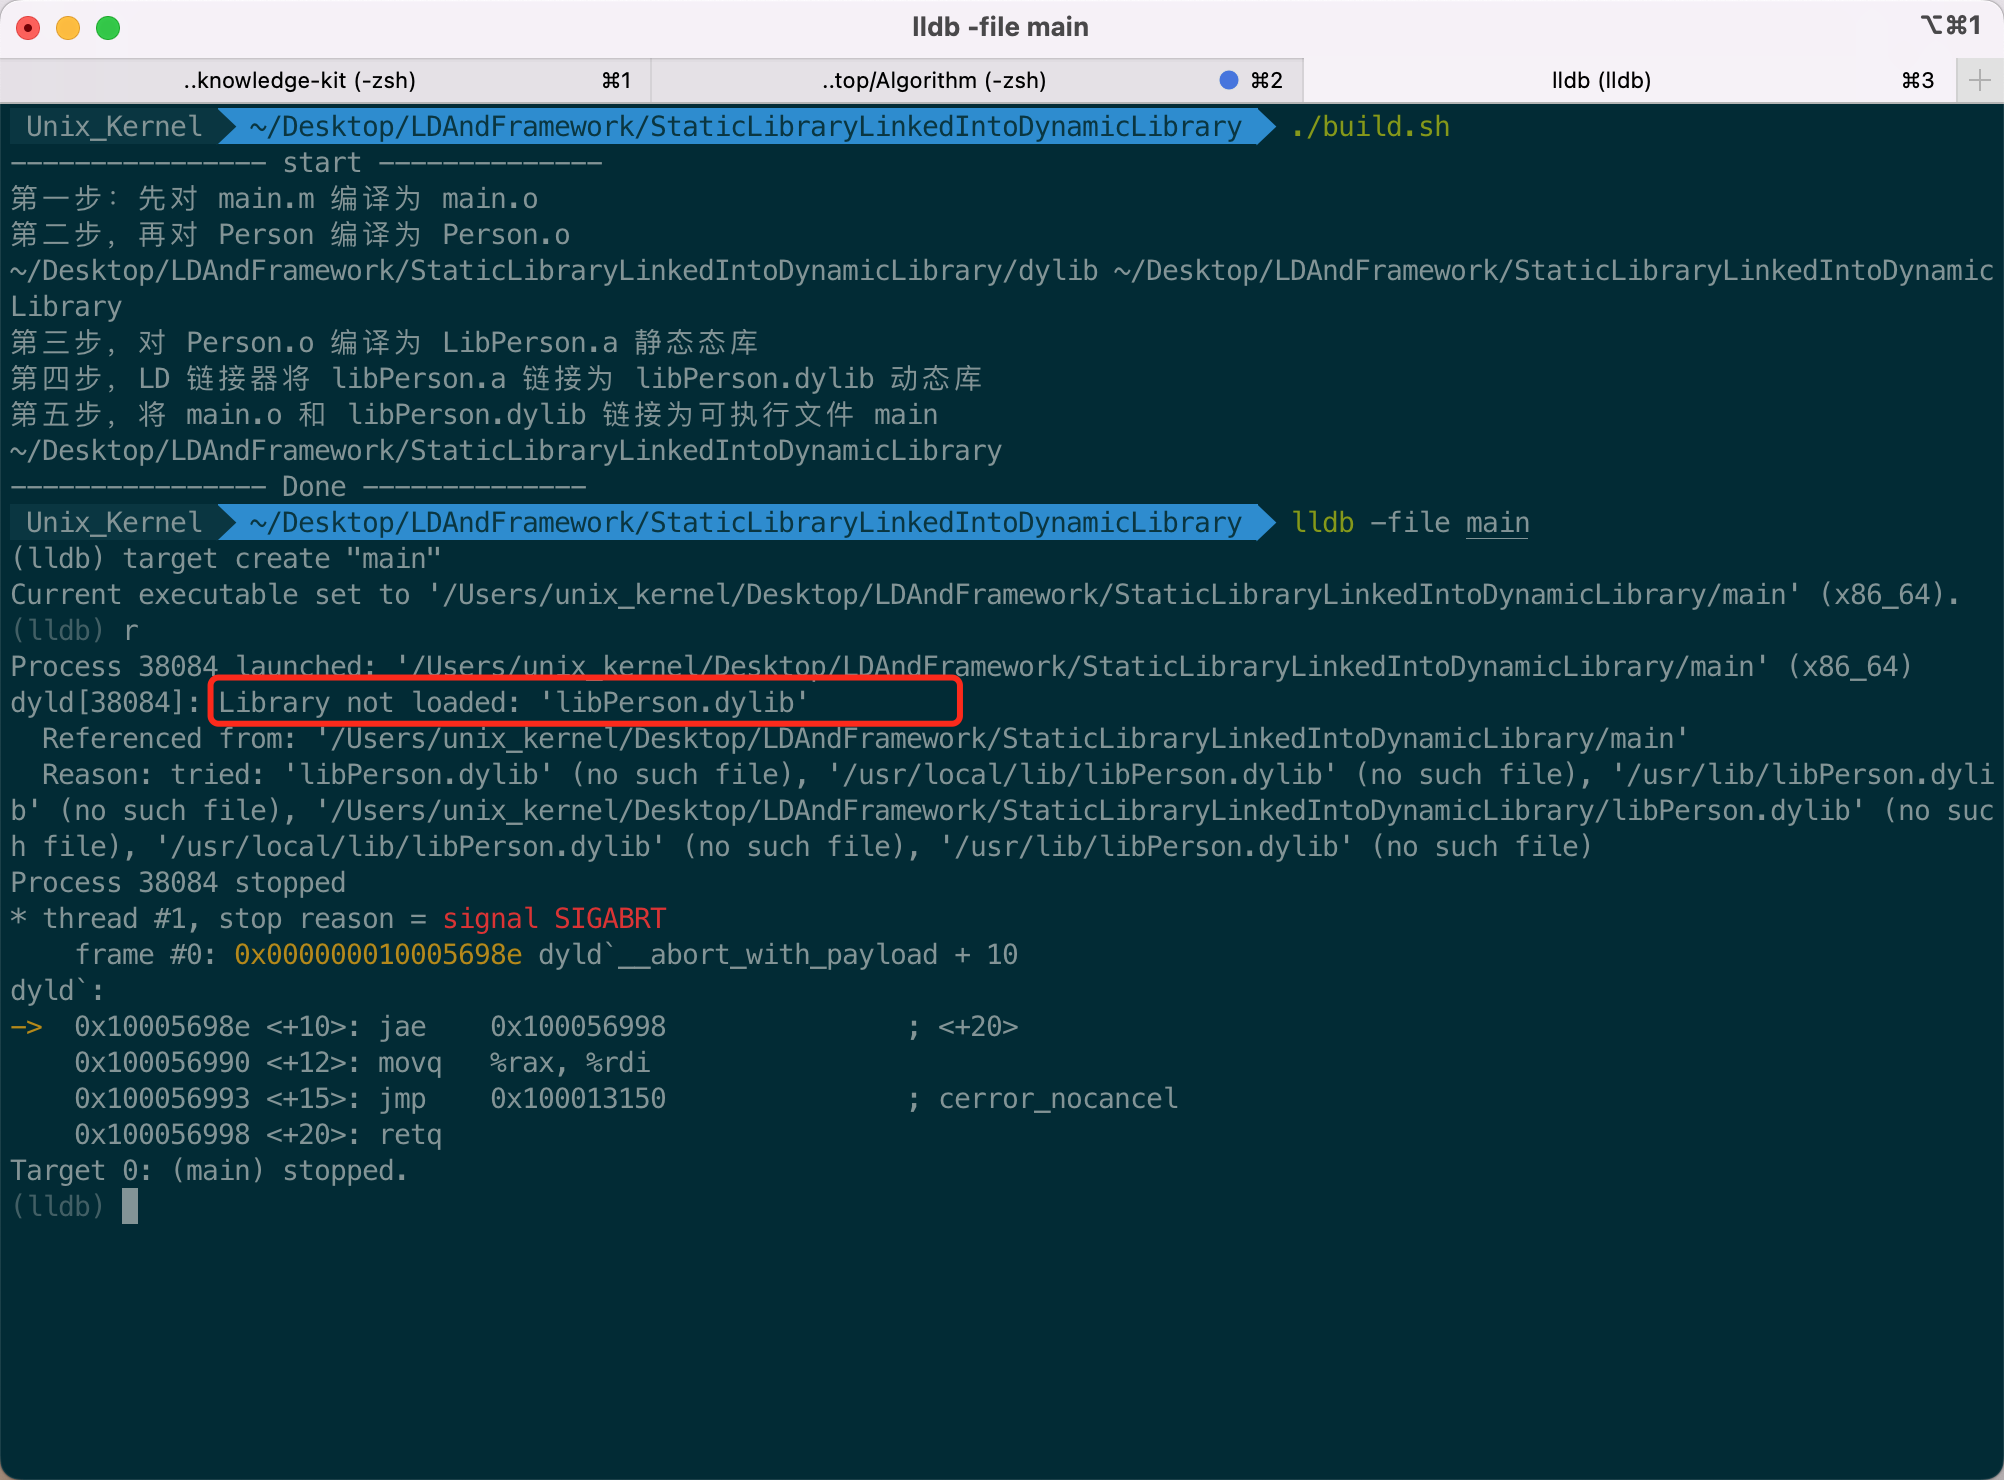 lldb -file main
⌥⌘1
..knowledge-kit (-zsh) ⌘1 ..top/Algorithm (-zsh) ⌘2 lldb (lldb) ⌘3 +
Unix_Kernel ~/Desktop/LDAndFramework/StaticLibraryLinkedIntoDynamicLibrary ./build.sh
---------------- start --------------
第一步：先对 main.m 编译为 main.o
第二步，再对 Person 编译为 Person.o
~/Desktop/LDAndFramework/StaticLibraryLinkedIntoDynamicLibrary/dylib ~/Desktop/LDAndFramework/StaticLibraryLinkedIntoDynamic
Library
第三步，对 Person.o 编译为 LibPerson.a 静态态库
第四步，LD 链接器将 libPerson.a 链接为 libPerson.dylib 动态库
第五步，将 main.o 和 libPerson.dylib 链接为可执行文件 main
~/Desktop/LDAndFramework/StaticLibraryLinkedIntoDynamicLibrary
---------------- Done --------------
Unix_Kernel ~/Desktop/LDAndFramework/StaticLibraryLinkedIntoDynamicLibrary lldb -file main
(lldb) target create "main"
Current executable set to '/Users/unix_kernel/Desktop/LDAndFramework/StaticLibraryLinkedIntoDynamicLibrary/main' (x86_64).
(lldb) r
Process 38084 launched: '/Users/unix_kernel/Desktop/LDAndFramework/StaticLibraryLinkedIntoDynamicLibrary/main' (x86_64)
dyld[38084]: Library not loaded: 'libPerson.dylib'
  Referenced from: '/Users/unix_kernel/Desktop/LDAndFramework/StaticLibraryLinkedIntoDynamicLibrary/main'
  Reason: tried: 'libPerson.dylib' (no such file), '/usr/local/lib/libPerson.dylib' (no such file), '/usr/lib/libPerson.dyli
b' (no such file), '/Users/unix_kernel/Desktop/LDAndFramework/StaticLibraryLinkedIntoDynamicLibrary/libPerson.dylib' (no suc
h file), '/usr/local/lib/libPerson.dylib' (no such file), '/usr/lib/libPerson.dylib' (no such file)
Process 38084 stopped
* thread #1, stop reason = signal SIGABRT
    frame #0: 0x000000010005698e dyld`__abort_with_payload + 10
dyld`:
->  0x10005698e <+10>: jae    0x100056998               ; <+20>
    0x100056990 <+12>: movq   %rax, %rdi
    0x100056993 <+15>: jmp    0x100013150               ; cerror_nocancel
    0x100056998 <+20>: retq
Target 0: (main) stopped.
(lldb)